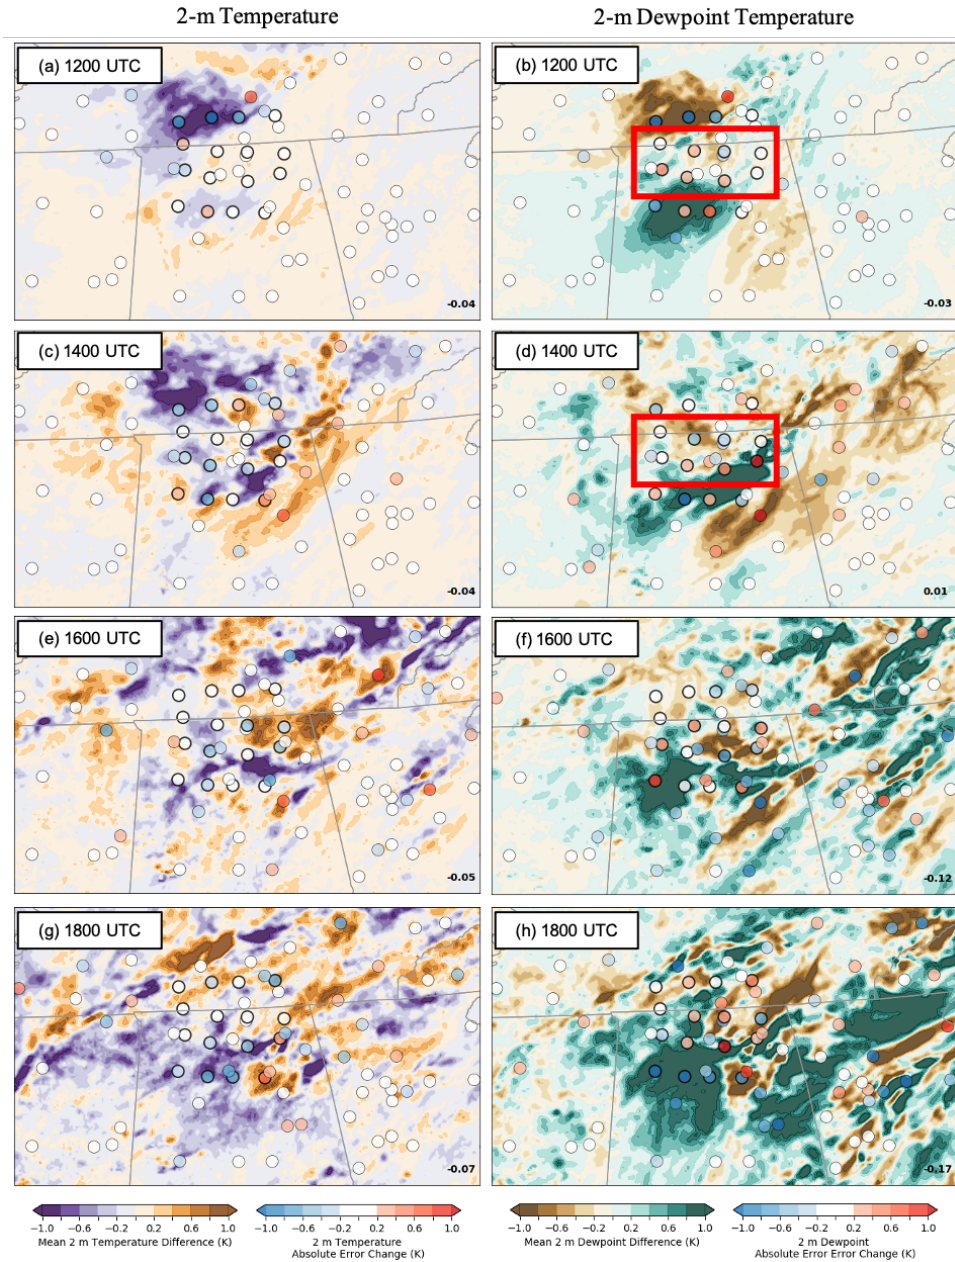 2-m Temperature
2-m Dewpoint Temperature
(a) 1200 UTC
(b) 1200 UTC
-0.04
-0.03
(c) 1400 UTC
(d) 1400 UTC
-0.04
0.01
(e) 1600 UTC
(f) 1600 UTC
-0.05
-0.12
(g) 1800 UTC
(h) 1800 UTC
-0.07
-0.17
−1.0 −0.6 −0.2 0.2 0.6 1.0
Mean 2 m Temperature Difference (K)
−1.0 −0.6 −0.2 0.2 0.6 1.0
2 m Temperature
Absolute Error Change (K)
−1.0 −0.6 −0.2 0.2 0.6 1.0
Mean 2 m Dewpoint Difference (K)
−1.0 −0.6 −0.2 0.2 0.6 1.0
2 m Dewpoint
Absolute Error Error Change (K)